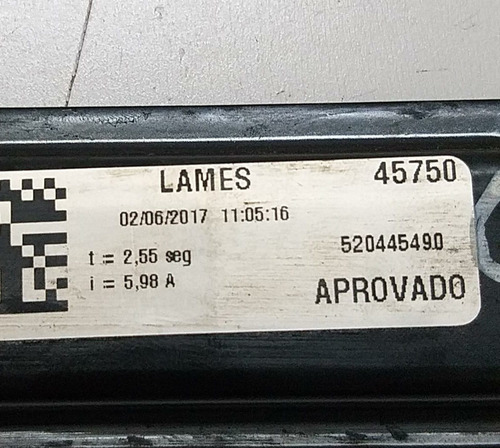 LAMES 45750
02/06/2017 11:05:16
520445490
t = 2,55 seg
i = 5,98 A
APROVADO